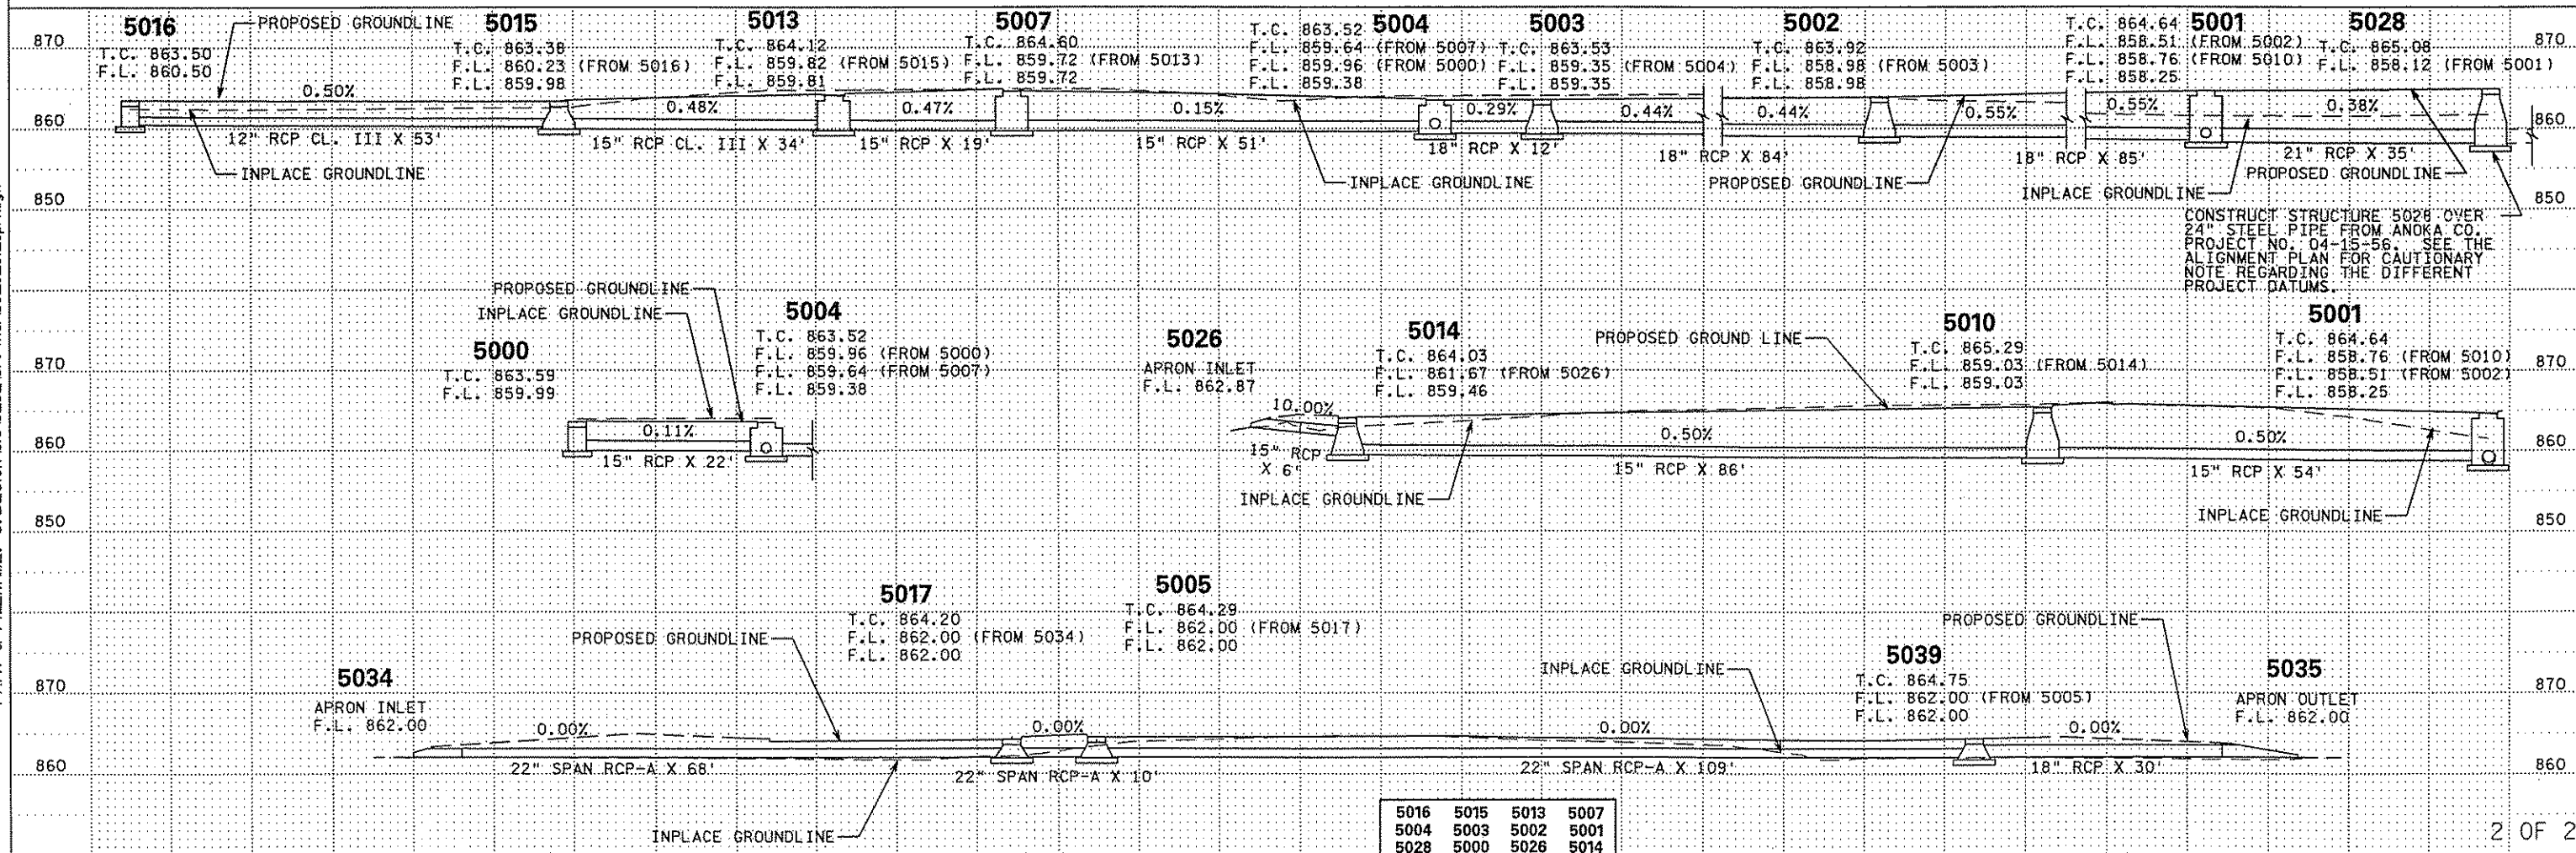 5016
T.C. 863.50
F.L. 860.50
PROPOSED GROUNDLINE
5015
T.C. 863.38
F.L. 860.23 (FROM 5016)
F.L. 859.98
5013
T.C. 864.12
F.L. 859.82 (FROM 5015)
F.L. 859.81
5007
T.C. 864.60
F.L. 859.72 (FROM 5013)
F.L. 859.72
5004
T.C. 863.52
F.L. 859.64 (FROM 5007)
F.L. 859.96 (FROM 5000)
F.L. 859.38
5003
T.C. 863.53
F.L. 859.35 (FROM 5004)
F.L. 859.35
5002
T.C. 863.92
F.L. 858.98 (FROM 5003)
F.L. 858.98
5001
T.C. 864.64
F.L. 858.51 (FROM 5002)
F.L. 858.76 (FROM 5010)
F.L. 858.25
5028
T.C. 865.08
F.L. 858.12 (FROM 5001)
870
870
0.50%
0.48%
0.47%
0.15%
0.29%
0.44%
0.44%
0.55%
0.55%
0.38%
860
860
12" RCP CL. III X 53'
15" RCP CL. III X 34'
15" RCP X 19'
15" RCP X 51'
18" RCP X 12'
18" RCP X 84'
18" RCP X 85'
21" RCP X 35'
INPLACE GROUNDLINE
INPLACE GROUNDLINE
PROPOSED GROUNDLINE
INPLACE GROUNDLINE
PROPOSED GROUNDLINE
850
850
CONSTRUCT STRUCTURE 5028 OVER
24" STEEL PIPE FROM ANOKA CO.
PROJECT NO. 04-15-56. SEE THE
ALIGNMENT PLAN FOR CAUTIONARY
NOTE REGARDING THE DIFFERENT
PROJECT DATUMS.
PROPOSED GROUNDLINE
INPLACE GROUNDLINE
5000
T.C. 863.59
F.L. 859.99
5004
T.C. 863.52
F.L. 859.96 (FROM 5000)
F.L. 859.64 (FROM 5007)
F.L. 859.38
5026
APRON INLET
F.L. 862.87
5014
T.C. 864.03
F.L. 861.67 (FROM 5026)
F.L. 859.46
PROPOSED GROUND LINE
5010
T.C. 865.29
F.L. 859.03 (FROM 5014)
F.L. 859.03
5001
T.C. 864.64
F.L. 858.76 (FROM 5010)
F.L. 858.51 (FROM 5002)
F.L. 858.25
870
870
0.11%
10.00%
0.50%
0.50%
860
860
15" RCP X 22'
15" RCP
X 6'
15" RCP X 86'
15" RCP X 54'
INPLACE GROUNDLINE
INPLACE GROUNDLINE
850
850
5034
APRON INLET
F.L. 862.00
PROPOSED GROUNDLINE
5017
T.C. 864.20
F.L. 862.00 (FROM 5034)
F.L. 862.00
5005
T.C. 864.29
F.L. 862.00 (FROM 5017)
F.L. 862.00
INPLACE GROUNDLINE
PROPOSED GROUNDLINE
5039
T.C. 864.75
F.L. 862.00 (FROM 5005)
F.L. 862.00
5035
APRON OUTLET
F.L. 862.00
870
870
0.00%
0.00%
0.00%
0.00%
860
860
22" SPAN RCP-A X 68'
22" SPAN RCP-A X 10'
22" SPAN RCP-A X 109'
18" RCP X 30'
INPLACE GROUNDLINE
5016 5015 5013 5007
5004 5003 5002 5001
5028 5000 5026 5014
2 OF 2